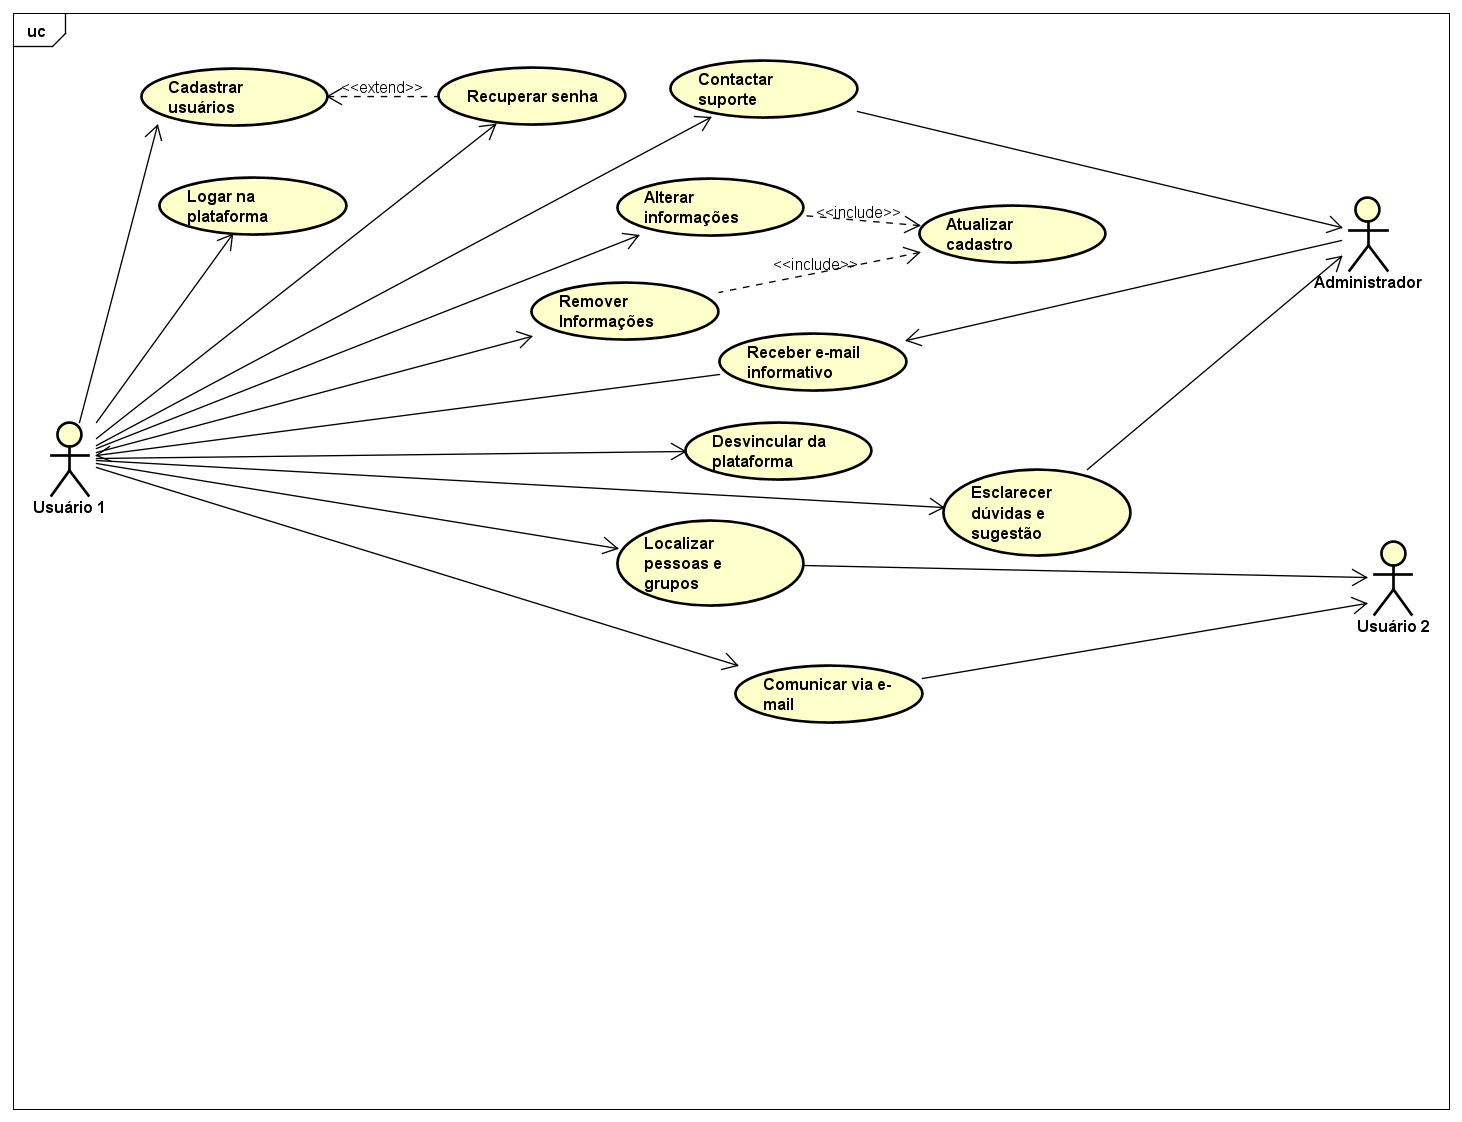 uc
Cadastrar
usuários
<<extend>>
Recuperar senha
Contactar
suporte
Logar na
plataforma
Alterar
informações
<<include>>
Atualizar
cadastro
<<include>>
Remover
Informações
Administrador
Receber e-mail
informativo
Desvincular da
plataforma
Usuário 1
Esclarecer
dúvidas e
sugestão
Localizar
pessoas e
grupos
Usuário 2
Comunicar via e-
mail